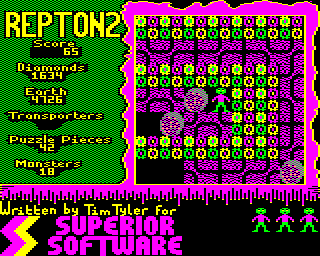 REPTON2
Score
65
Diamonds
1634
Earth
4726
Transporters
Puzzle Pieces
42
Monsters
18
Written by Tim Tyler for
SUPERIOR
SOFTWARE